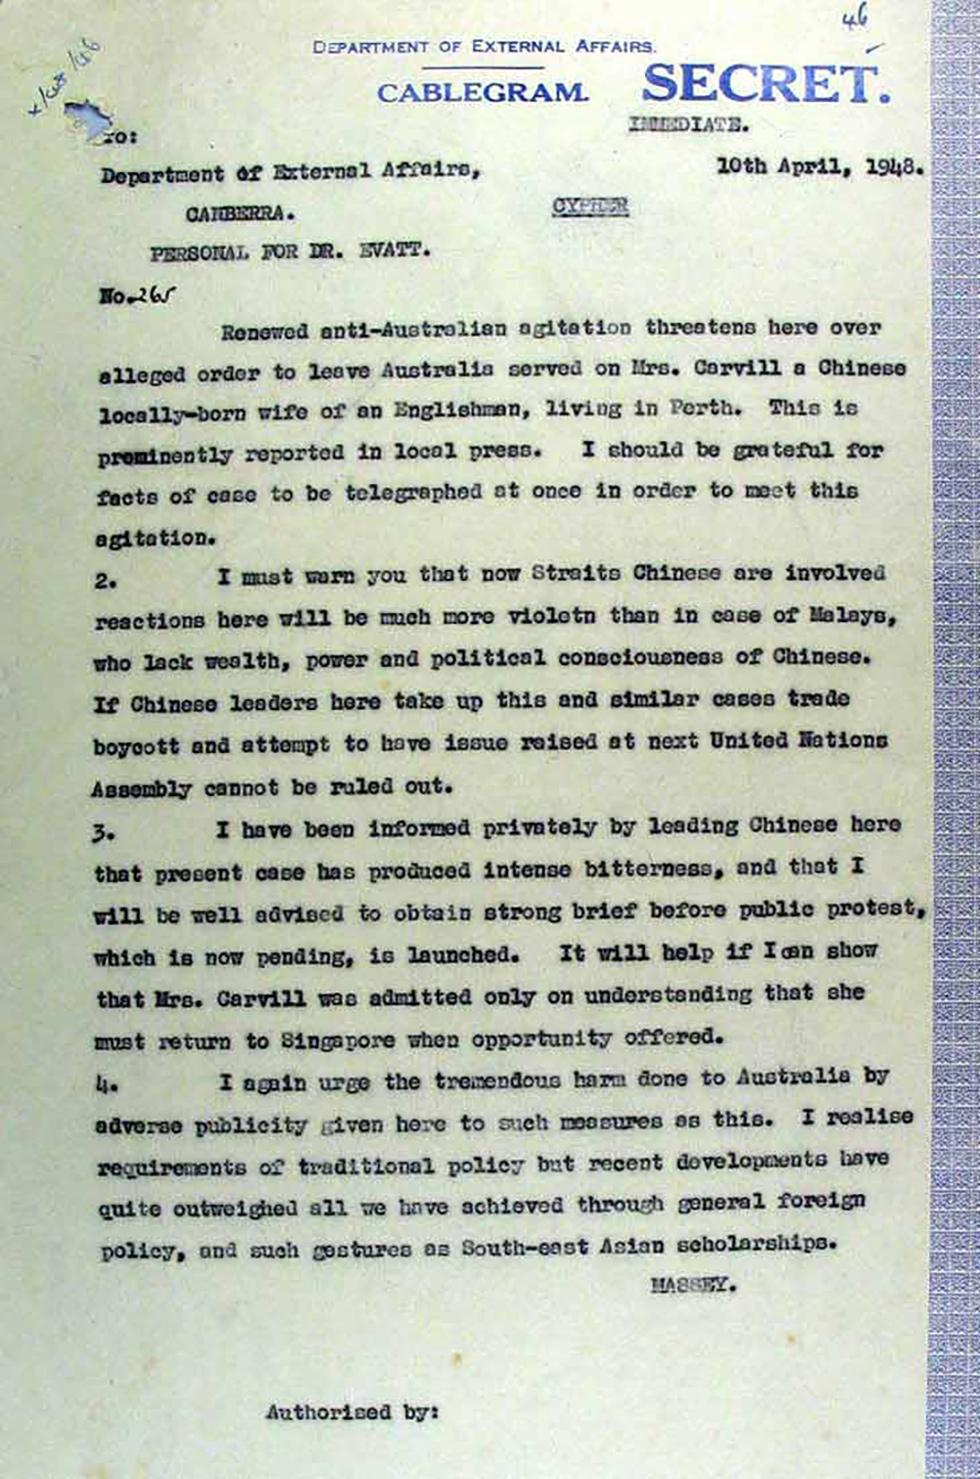 46
DEPARTMENT OF EXTERNAL AFFAIRS.
CABLEGRAM. SECRET.
IMMEDIATE.
To:
Department of External Affairs, 10th April, 1948.
CANBERRA. CYPHER
PERSONAL FOR DR. EVATT.
No.265
Renewed anti-Australian agitation threatens here over
alleged order to leave Australia served on Mrs. Carvill a Chinese
locally-born wife of an Englishman, living in Perth. This is
prominently reported in local press. I should be grateful for
facts of case to be telegraphed at once in order to meet this
agitation.
2. I must warn you that now Straits Chinese are involved
reactions here will be much more violetn than in case of Malays,
who lack wealth, power and political consciousness of Chinese.
If Chinese leaders here take up this and similar cases trade
boycott and attempt to have issue raised at next United Nations
Assembly cannot be ruled out.
3. I have been informed privately by leading Chinese here
that present case has produced intense bitterness, and that I
will be well advised to obtain strong brief before public protest,
which is now pending, is launched. It will help if I can show
that Mrs. Carvill was admitted only on understanding that she
must return to Singapore when opportunity offered.
4. I again urge the tremendous harm done to Australia by
adverse publicity given here to such measures as this. I realise
requirements of traditional policy but recent developments have
quite outweighed all we have achieved through general foreign
policy, and such gestures as South-east Asian scholarships.
MASSEY.
Authorised by: